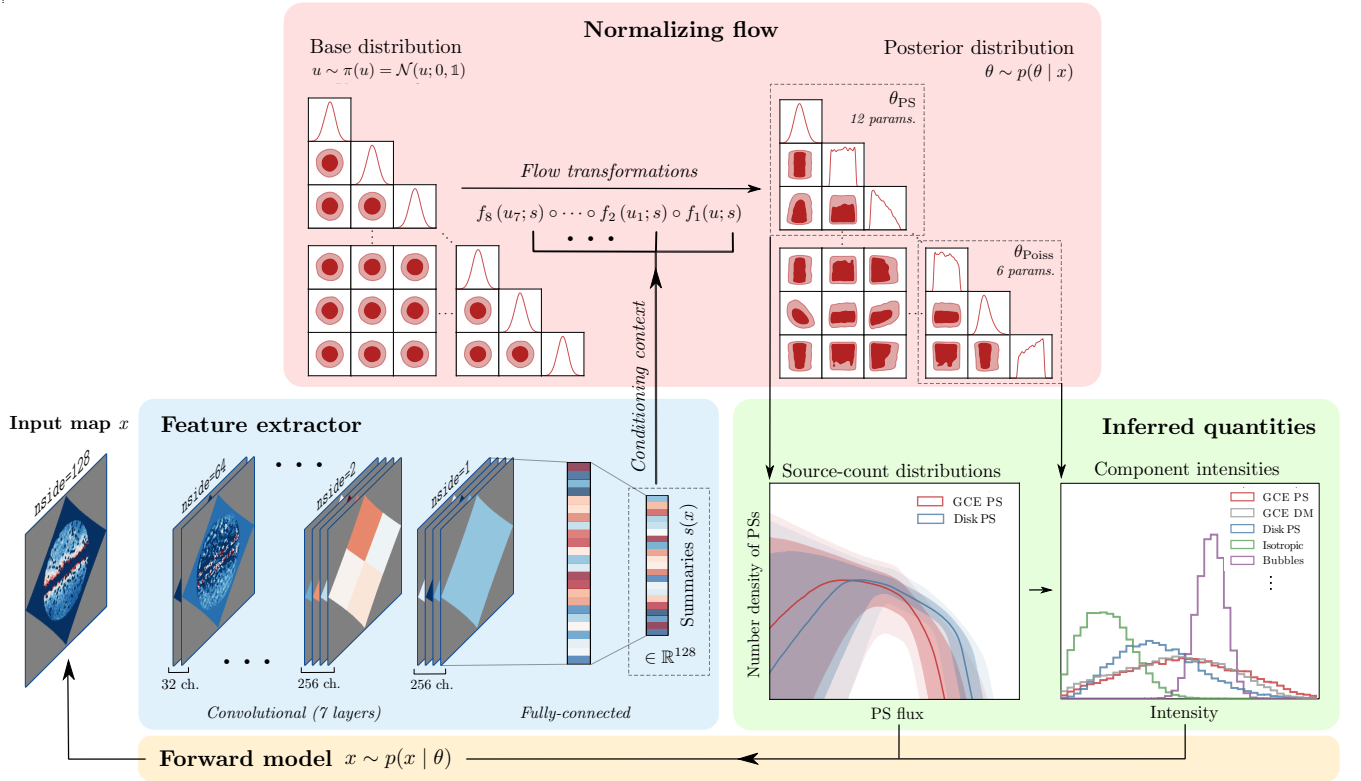 Normalizing flow
Base distribution
u ∼ π(u) = 𝒩(u; 0, 𝟙)
Posterior distribution
θ ∼ p(θ | x)
θ_PS
12 params.
Flow transformations
f_8 (u_7; s) ∘ ⋯ ∘ f_2 (u_1; s) ∘ f_1(u; s)
θ_Poiss
6 params.
Conditioning context
Input map x
nside=128
Feature extractor
nside=64
nside=2
nside=1
32 ch.
256 ch.
256 ch.
Convolutional (7 layers)
Fully-connected
Summaries s(x)
∈ ℝ^128
Inferred quantities
Source-count distributions
GCE PS
Disk PS
Number density of PSs
PS flux
Component intensities
GCE PS
GCE DM
Disk PS
Isotropic
Bubbles
⋮
Intensity
Forward model x ∼ p(x | θ)